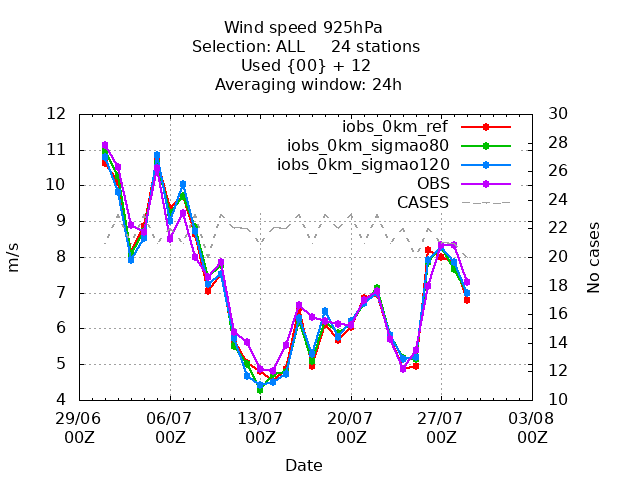 Wind speed 925hPa
Selection: ALL     24 stations
Used {00} + 12
Averaging window: 24h
12
11
10
9
8
7
6
5
4
m/s
30
28
26
24
22
20
18
16
14
12
10
No cases
iobs_0km_ref
iobs_0km_sigmao80
iobs_0km_sigmao120
OBS
CASES
29/06 06/07 13/07 20/07 27/07 03/08
00Z 00Z 00Z 00Z 00Z 00Z
Date